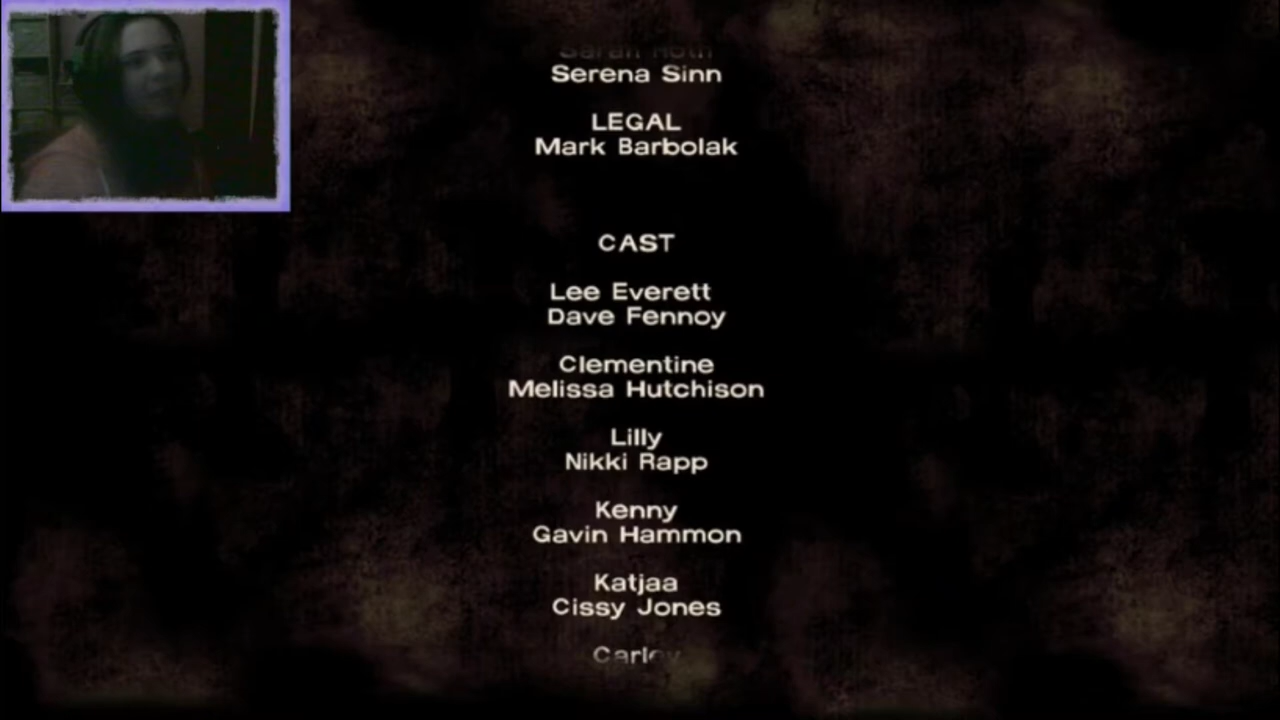 Serena Sinn
LEGAL
Mark Barbolak
CAST
Lee Everett
Dave Fennoy
Clementine
Melissa Hutchison
Lilly
Nikki Rapp
Kenny
Gavin Hammon
Katjaa
Cissy Jones
Carley